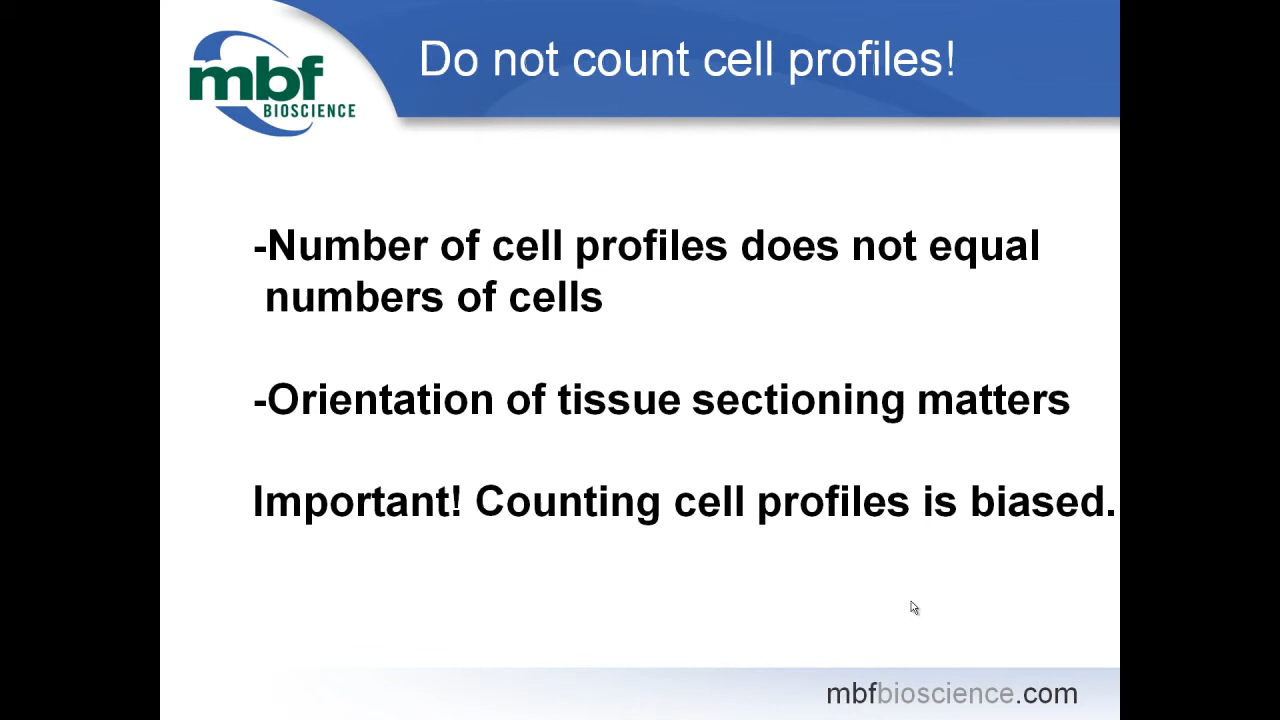 mbf
BIOSCIENCE
Do not count cell profiles!
-Number of cell profiles does not equal
numbers of cells
-Orientation of tissue sectioning matters
Important! Counting cell profiles is biased.
mbfbioscience.com